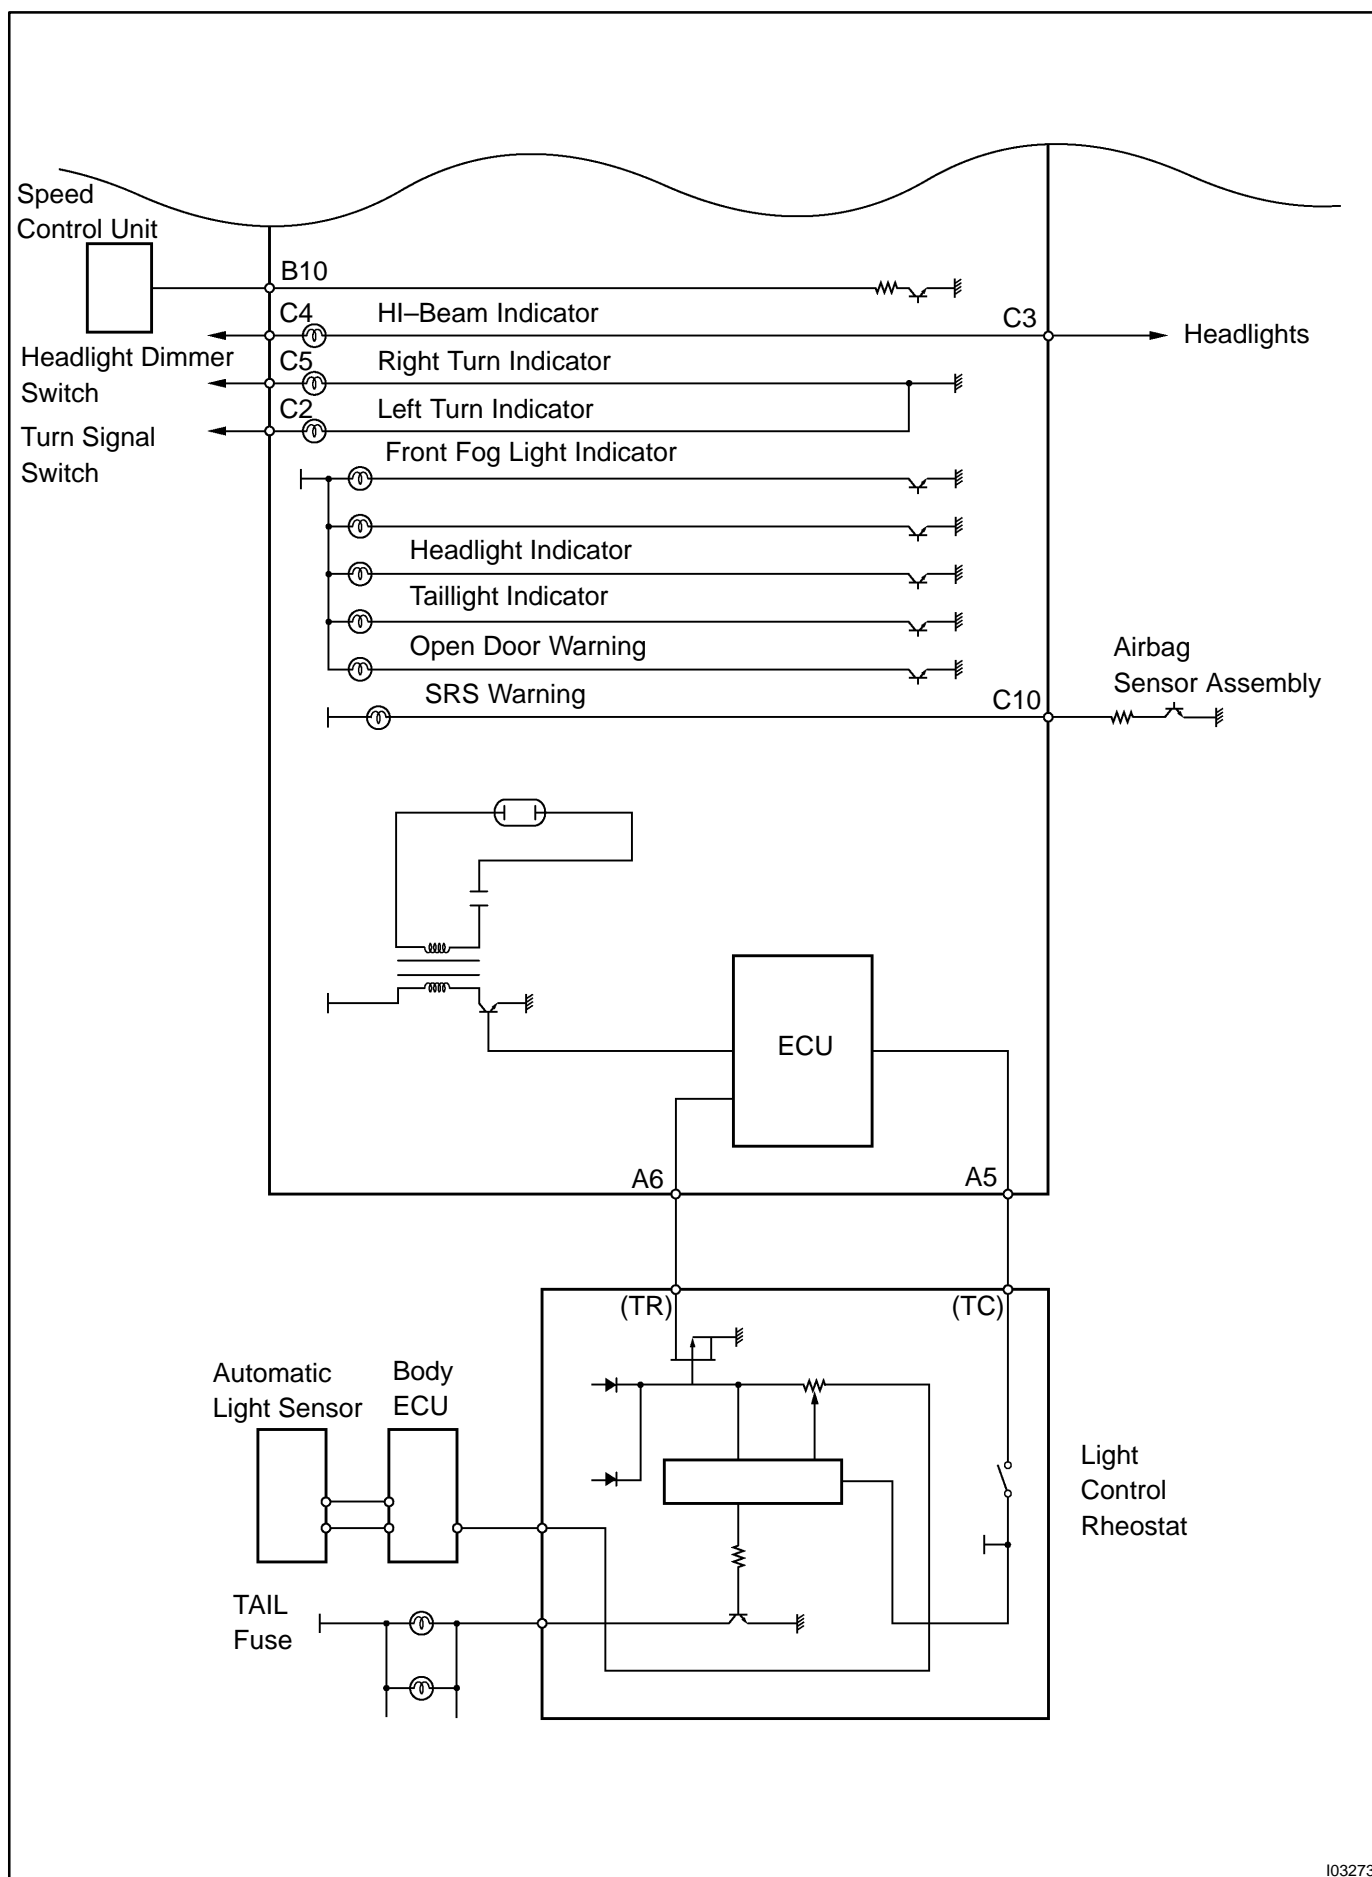 Speed
Control Unit
B10
C4
HI–Beam Indicator
C3
Headlights
Headlight Dimmer
Switch
C5
Right Turn Indicator
C2
Left Turn Indicator
Turn Signal
Switch
Front Fog Light Indicator
Headlight Indicator
Taillight Indicator
Open Door Warning
SRS Warning
C10
Airbag
Sensor Assembly
ECU
A6
A5
(TR)
(TC)
Automatic
Light Sensor
Body
ECU
Light
Control
Rheostat
TAIL
Fuse
I03273